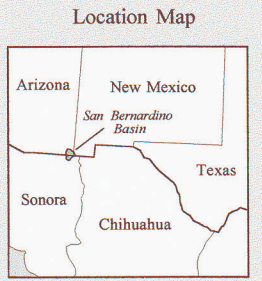 Location Map
Arizona
New Mexico
San Bernardino
Basin
Texas
Sonora
Chihuahua